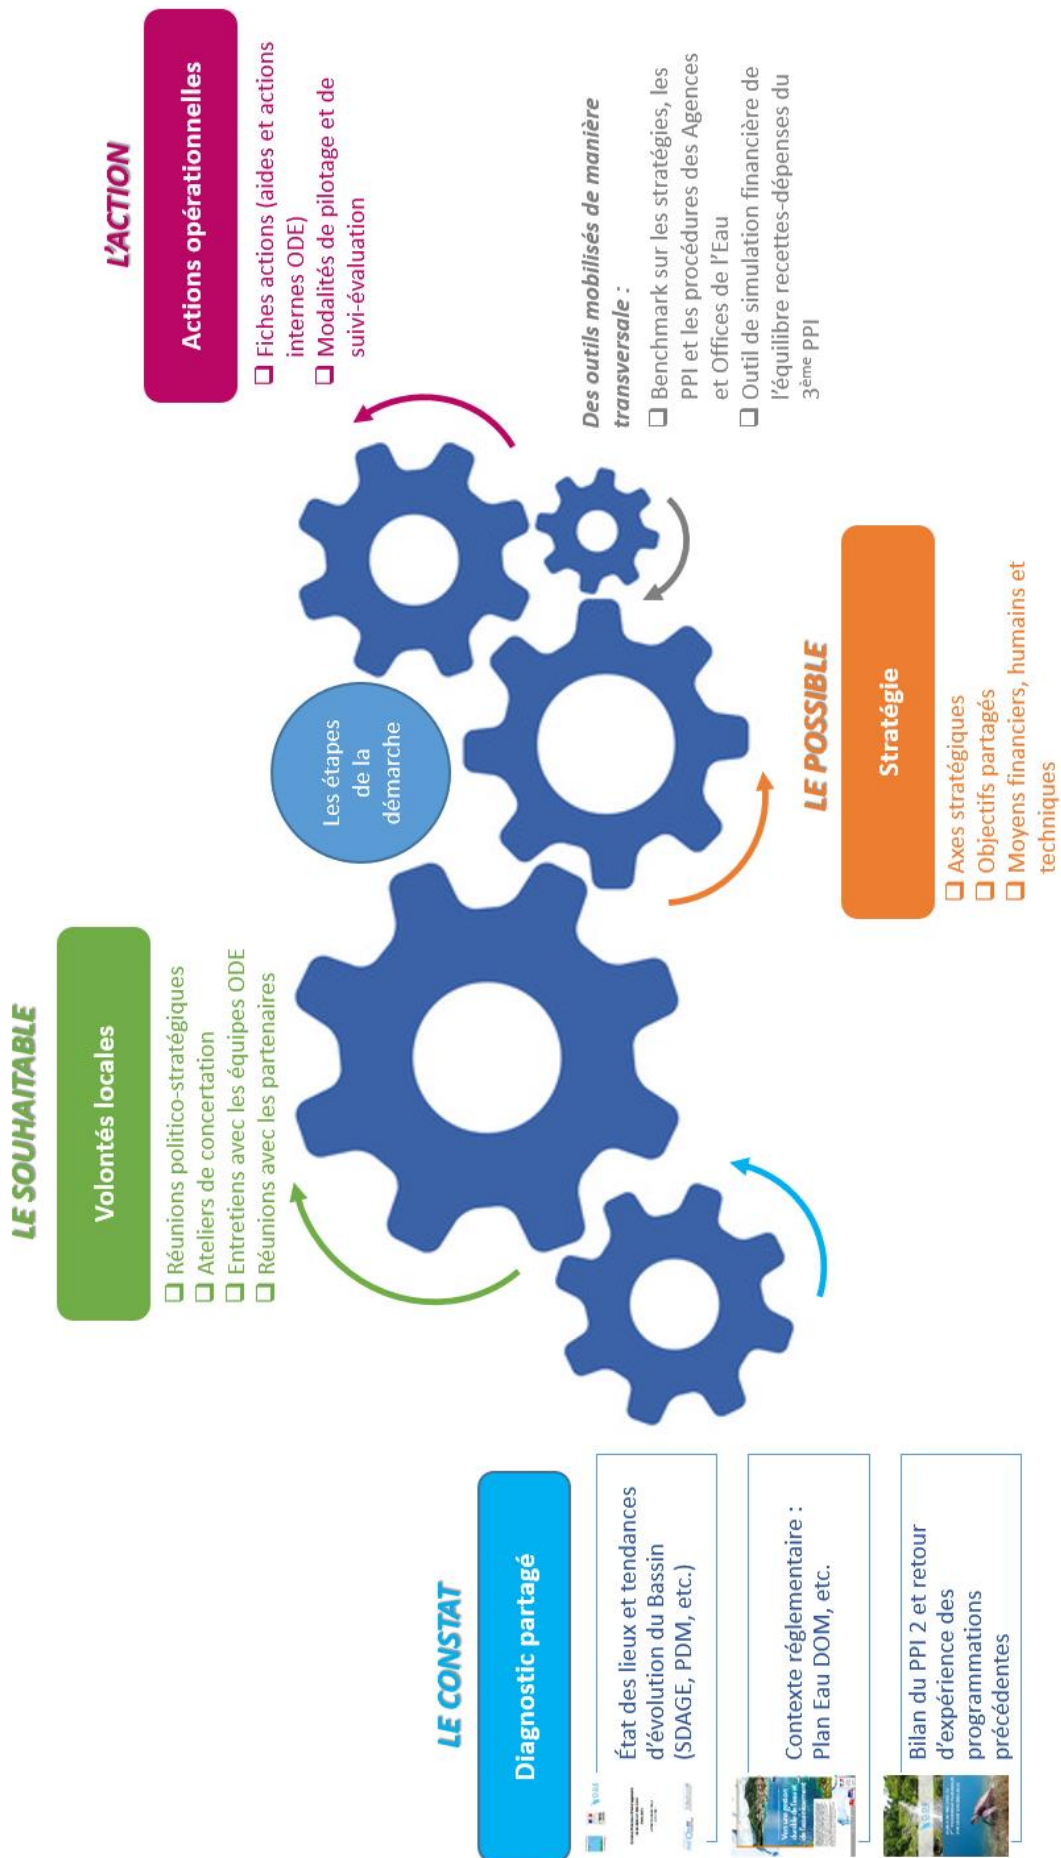 LE CONSTAT
Diagnostic partagé
État des lieux et tendances
d'évolution du Bassin
(SDAGE, PDM, etc.)
Contexte réglementaire :
Plan Eau DOM, etc.
Bilan du PPI 2 et retour
d'expérience des
programmations
précédentes
LE SOUHAITABLE
Volontés locales
❑ Réunions politico-stratégiques
❑ Ateliers de concertation
❑ Entretiens avec les équipes ODE
❑ Réunions avec les partenaires
Les étapes
de la
démarche
LE POSSIBLE
Stratégie
❑ Axes stratégiques
❑ Objectifs partagés
❑ Moyens financiers, humains et
techniques
L'ACTION
Actions opérationnelles
❑ Fiches actions (aides et actions
internes ODE)
❑ Modalités de pilotage et de
suivi-évaluation
Des outils mobilisés de manière
transversale :
❑ Benchmark sur les stratégies, les
PPI et les procédures des Agences
et Offices de l'Eau
❑ Outil de simulation financière de
l'équilibre recettes-dépenses du
3ème PPI